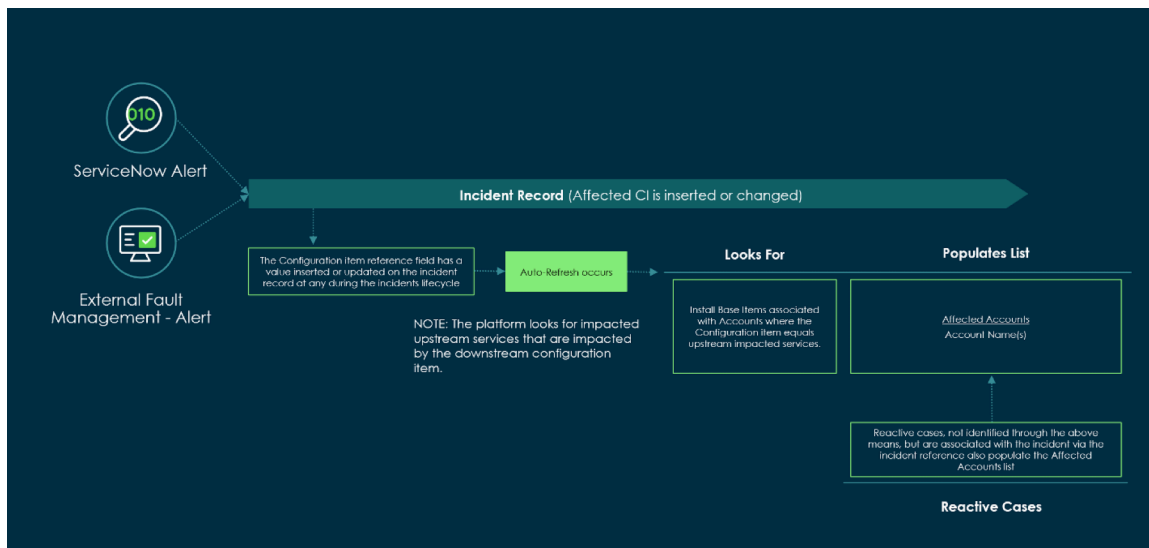 010
ServiceNow Alert
External Fault
Management - Alert
Incident Record (Affected CI is inserted or changed)
The Configuration item reference field has a
value inserted or updated on the incident
record at any during the incidents lifecycle
Auto-Refresh occurs
NOTE: The platform looks for impacted
upstream services that are impacted
by the downstream configuration
item.
Looks For
Install Base Items associated
with Accounts where the
Configuration item equals
upstream impacted services.
Populates List
Affected Accounts
Account Name(s)
Reactive cases, not identified through the above
means, but are associated with the incident via the
incident reference also populate the Affected
Accounts list
Reactive Cases